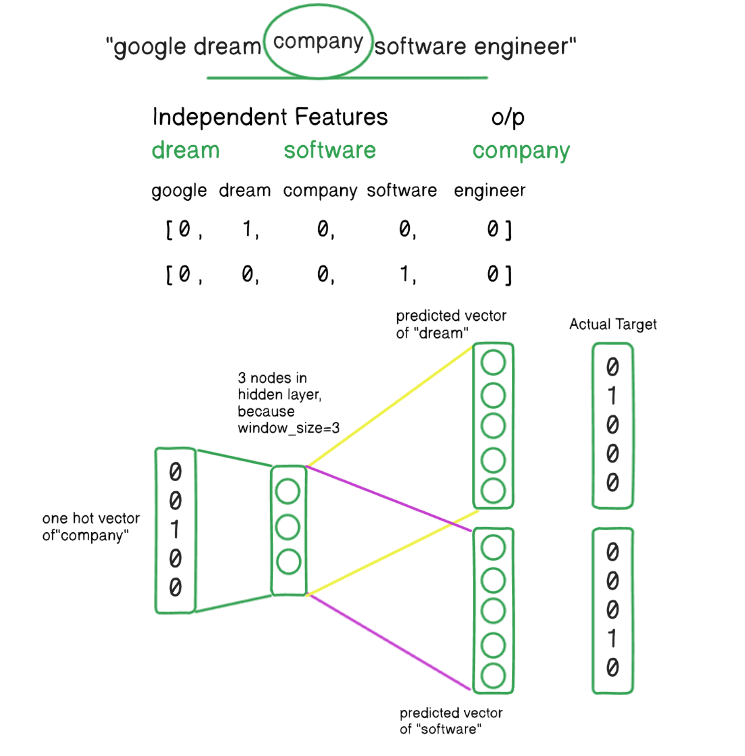 "google dream company software engineer"
Independent Features o/p
dream software company
google dream company software engineer
[0, 1, 0, 0, 0]
[0, 0, 0, 1, 0]
predicted vector
of "dream"
Actual Target
3 nodes in
hidden layer,
because
window_size=3
one hot vector
of"company"
0
0
1
0
0
0
1
0
0
0
0
0
0
1
0
predicted vector
of "software"